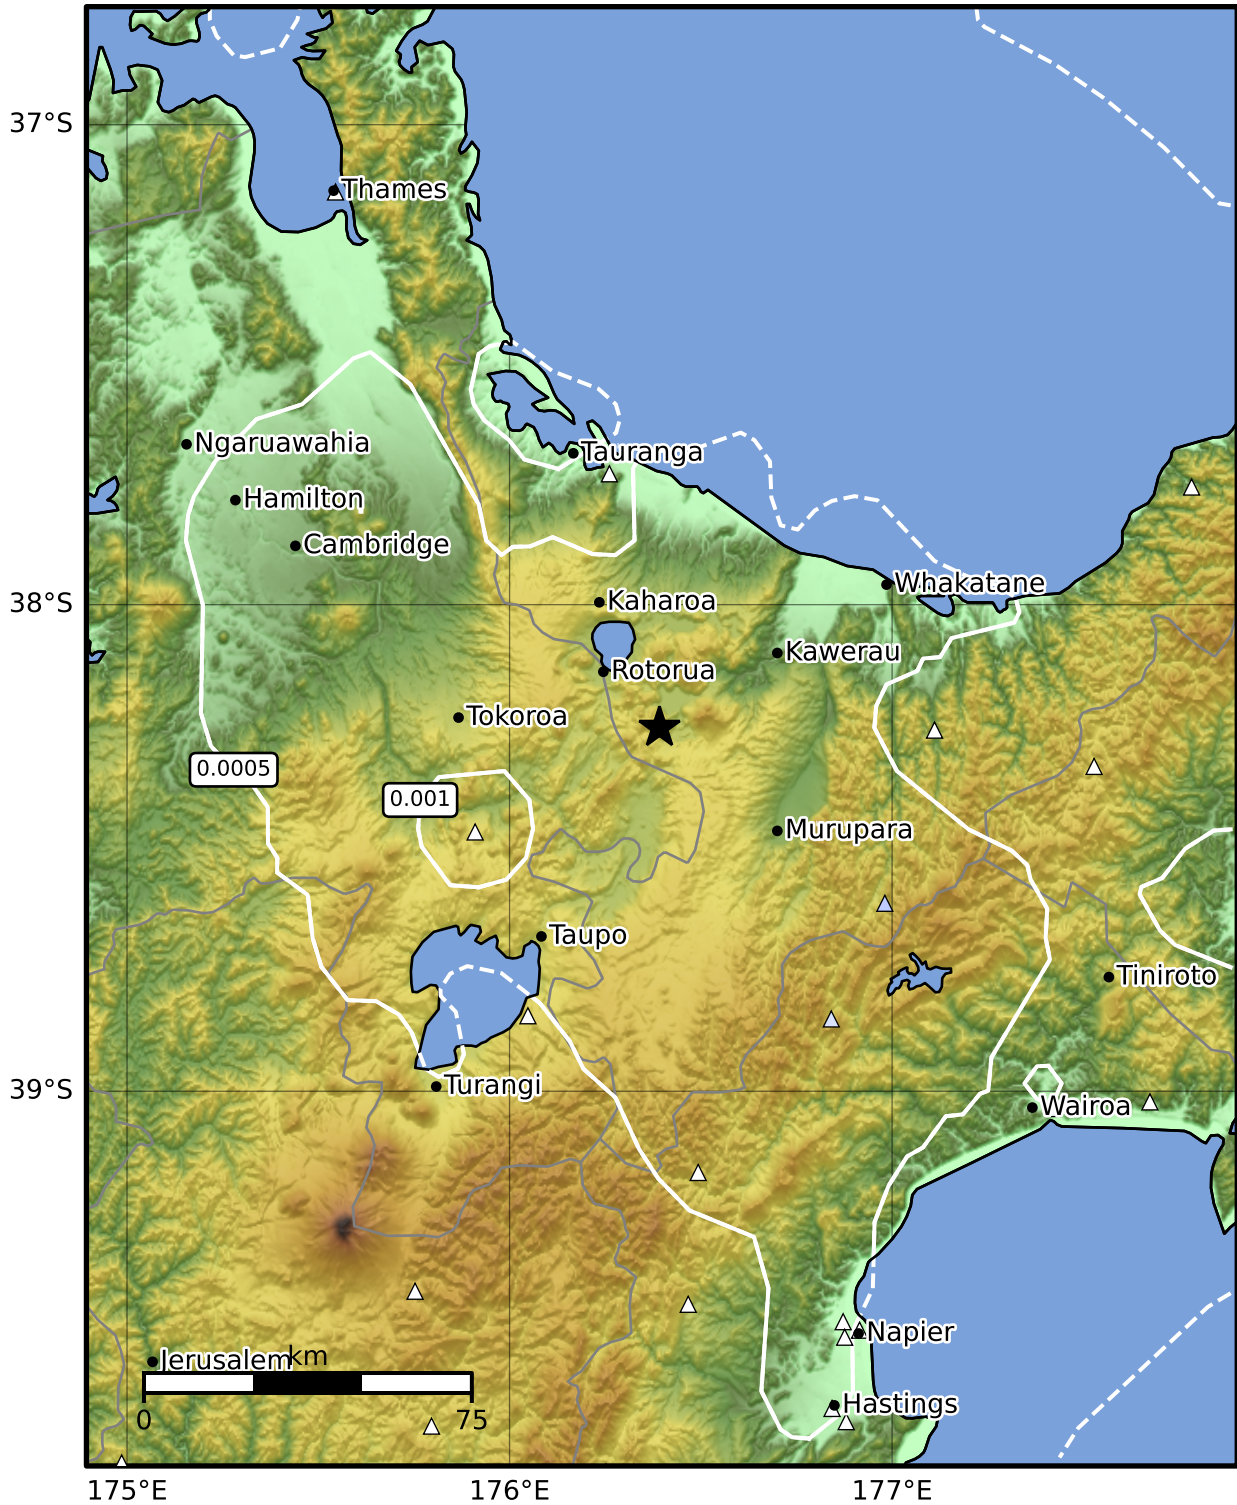 37°S
Thames
Ngaruawahia
Tauranga
Hamilton
Cambridge
Whakatane
38°S
Kaharoa
Kawerau
Rotorua
Tokoroa
0.0005
0.001
Murupara
Taupo
Tiniroto
39°S
Turangi
Wairoa
Napier
Jerusalem
km
Hastings
0
75
175°E
176°E
177°E